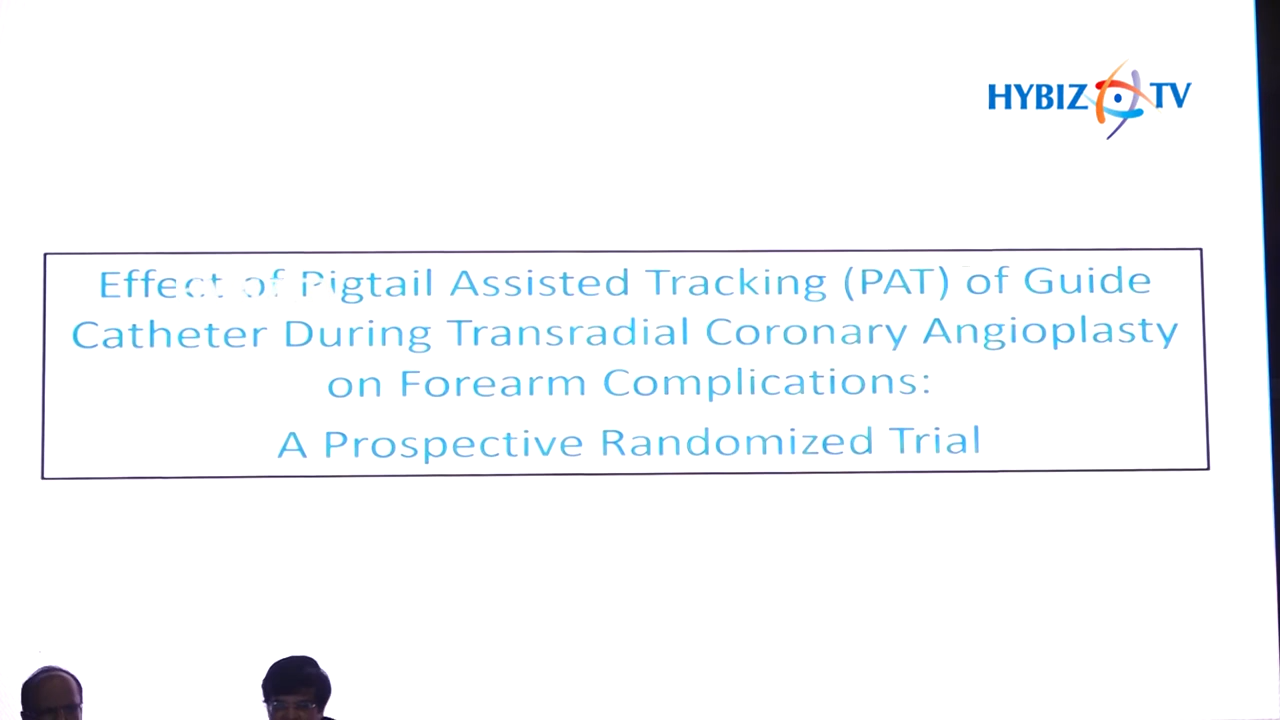 HYBIZ TV
Effect of Pigtail Assisted Tracking (PAT) of Guide
Catheter During Transradial Coronary Angioplasty
on Forearm Complications:
A Prospective Randomized Trial